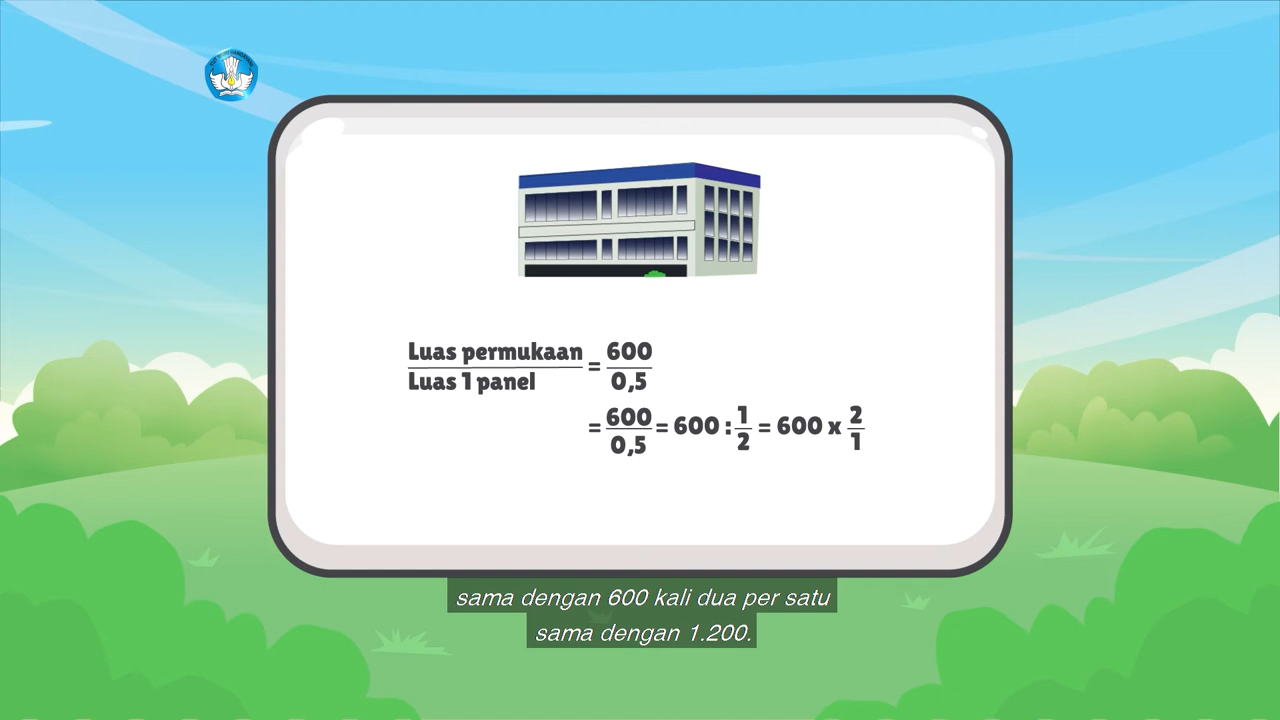 Luas permukaan / Luas 1 panel = 600 / 0,5
= 600 / 0,5 = 600 : 1/2 = 600 x 2/1
sama dengan 600 kali dua per satu
sama dengan 1.200.